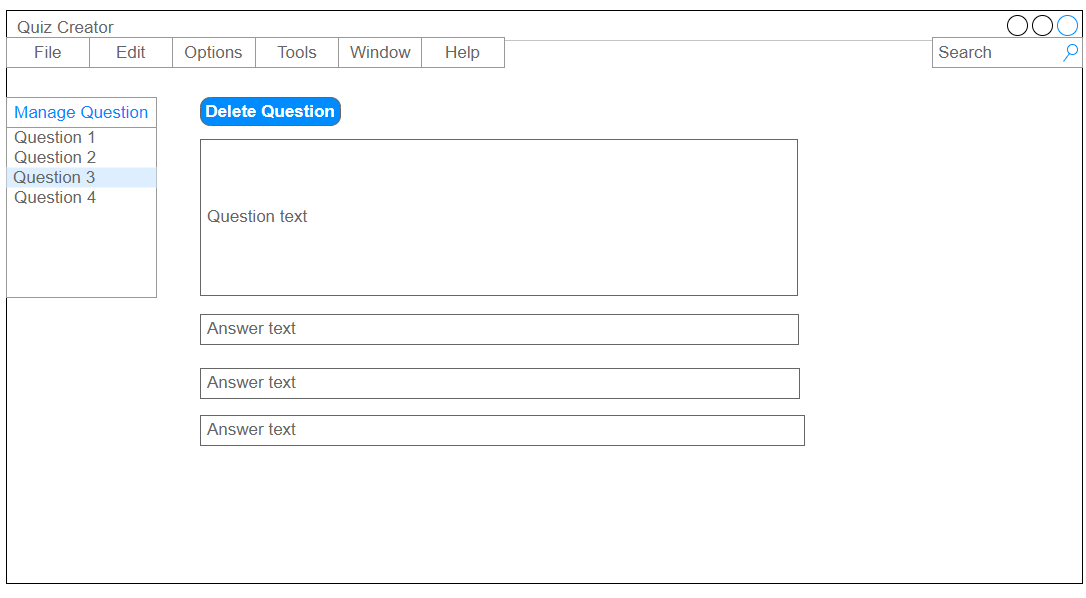 Quiz Creator
File Edit Options Tools Window Help Search
Manage Question
Question 1
Question 2
Question 3
Question 4
Delete Question
Question text
Answer text
Answer text
Answer text